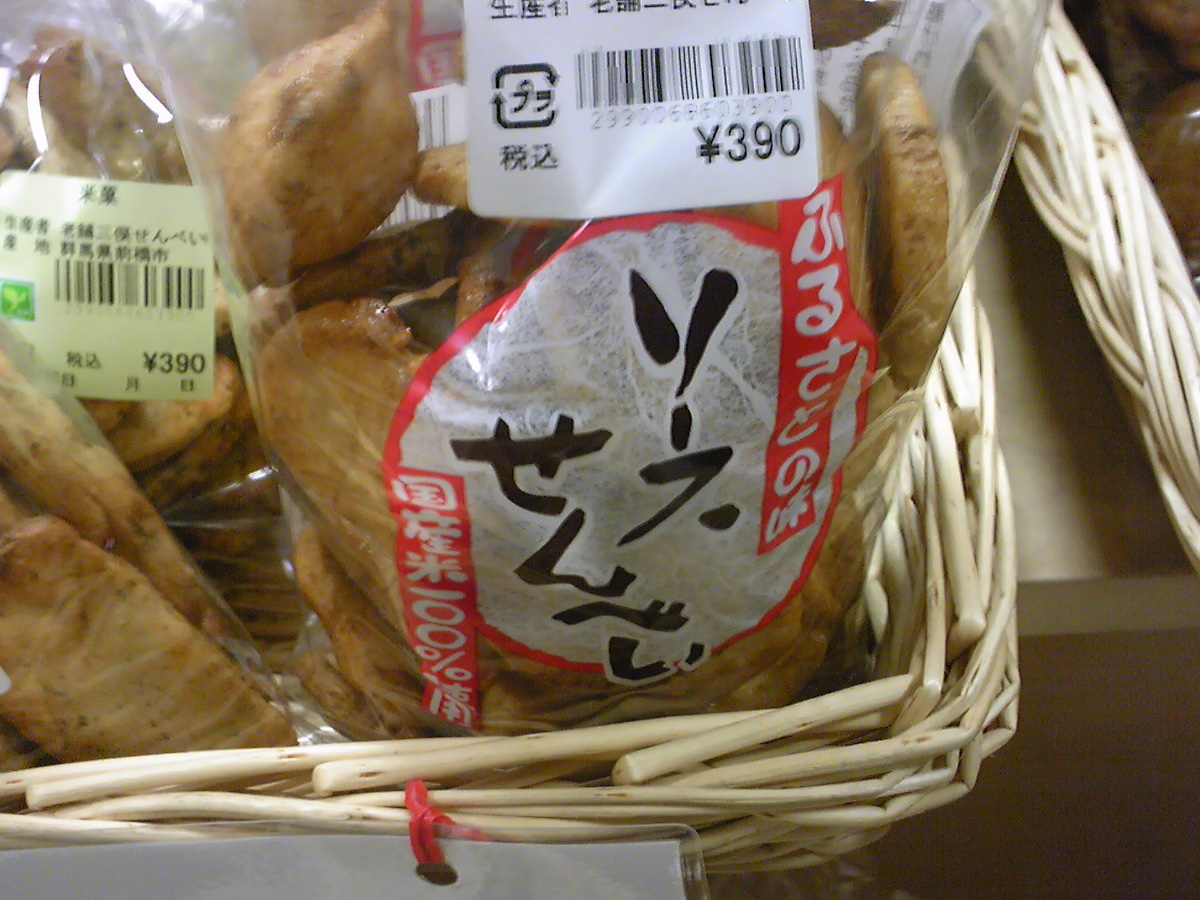 生産者 老舗三俣せんべい
プラ
2990068603900
税込 ¥390
ふるさとの味
ソース
せんべい
国産米100%使
米菓
生産者 老舗三俣せんべい
産 地 群馬県前橋市
税込 ¥390
日 月 日